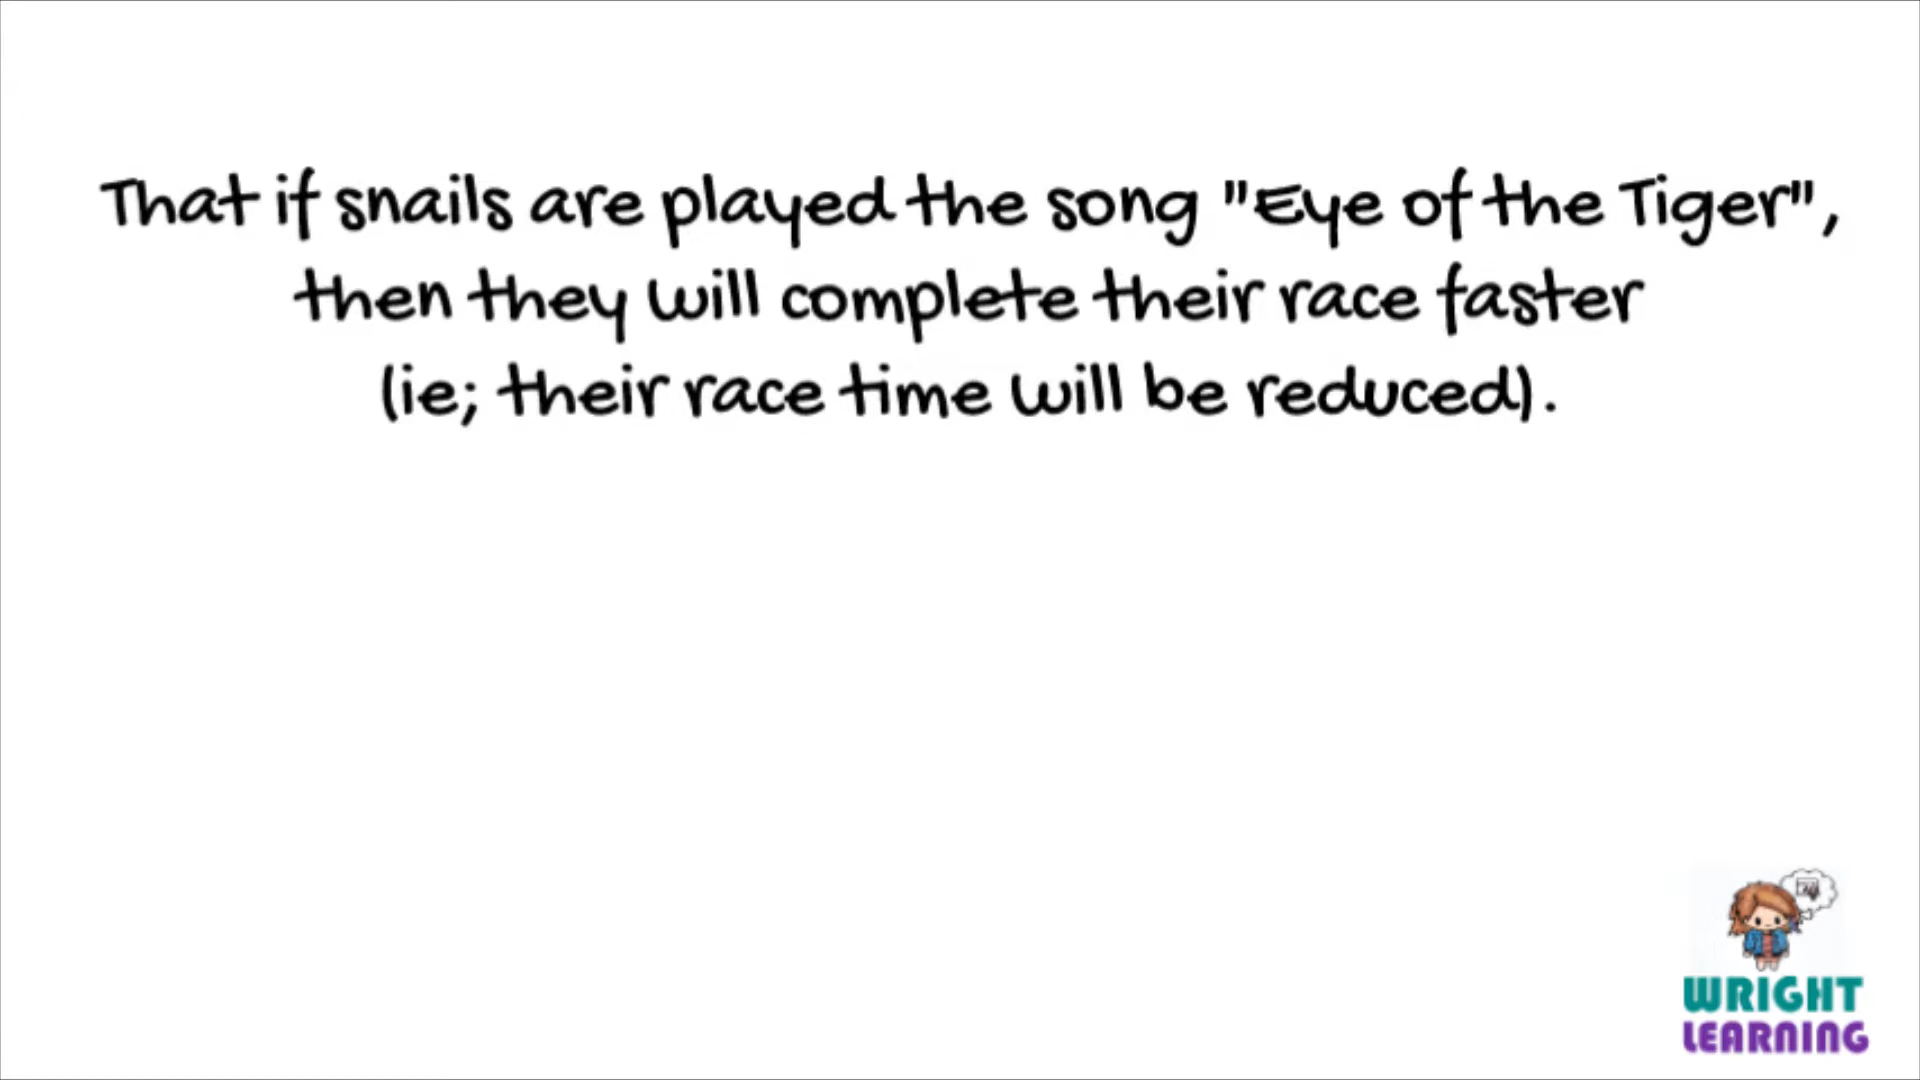 That if snails are played the song "Eye of the Tiger",
then they will complete their race faster
(ie; their race time will be reduced).
WRIGHT
LEARNING